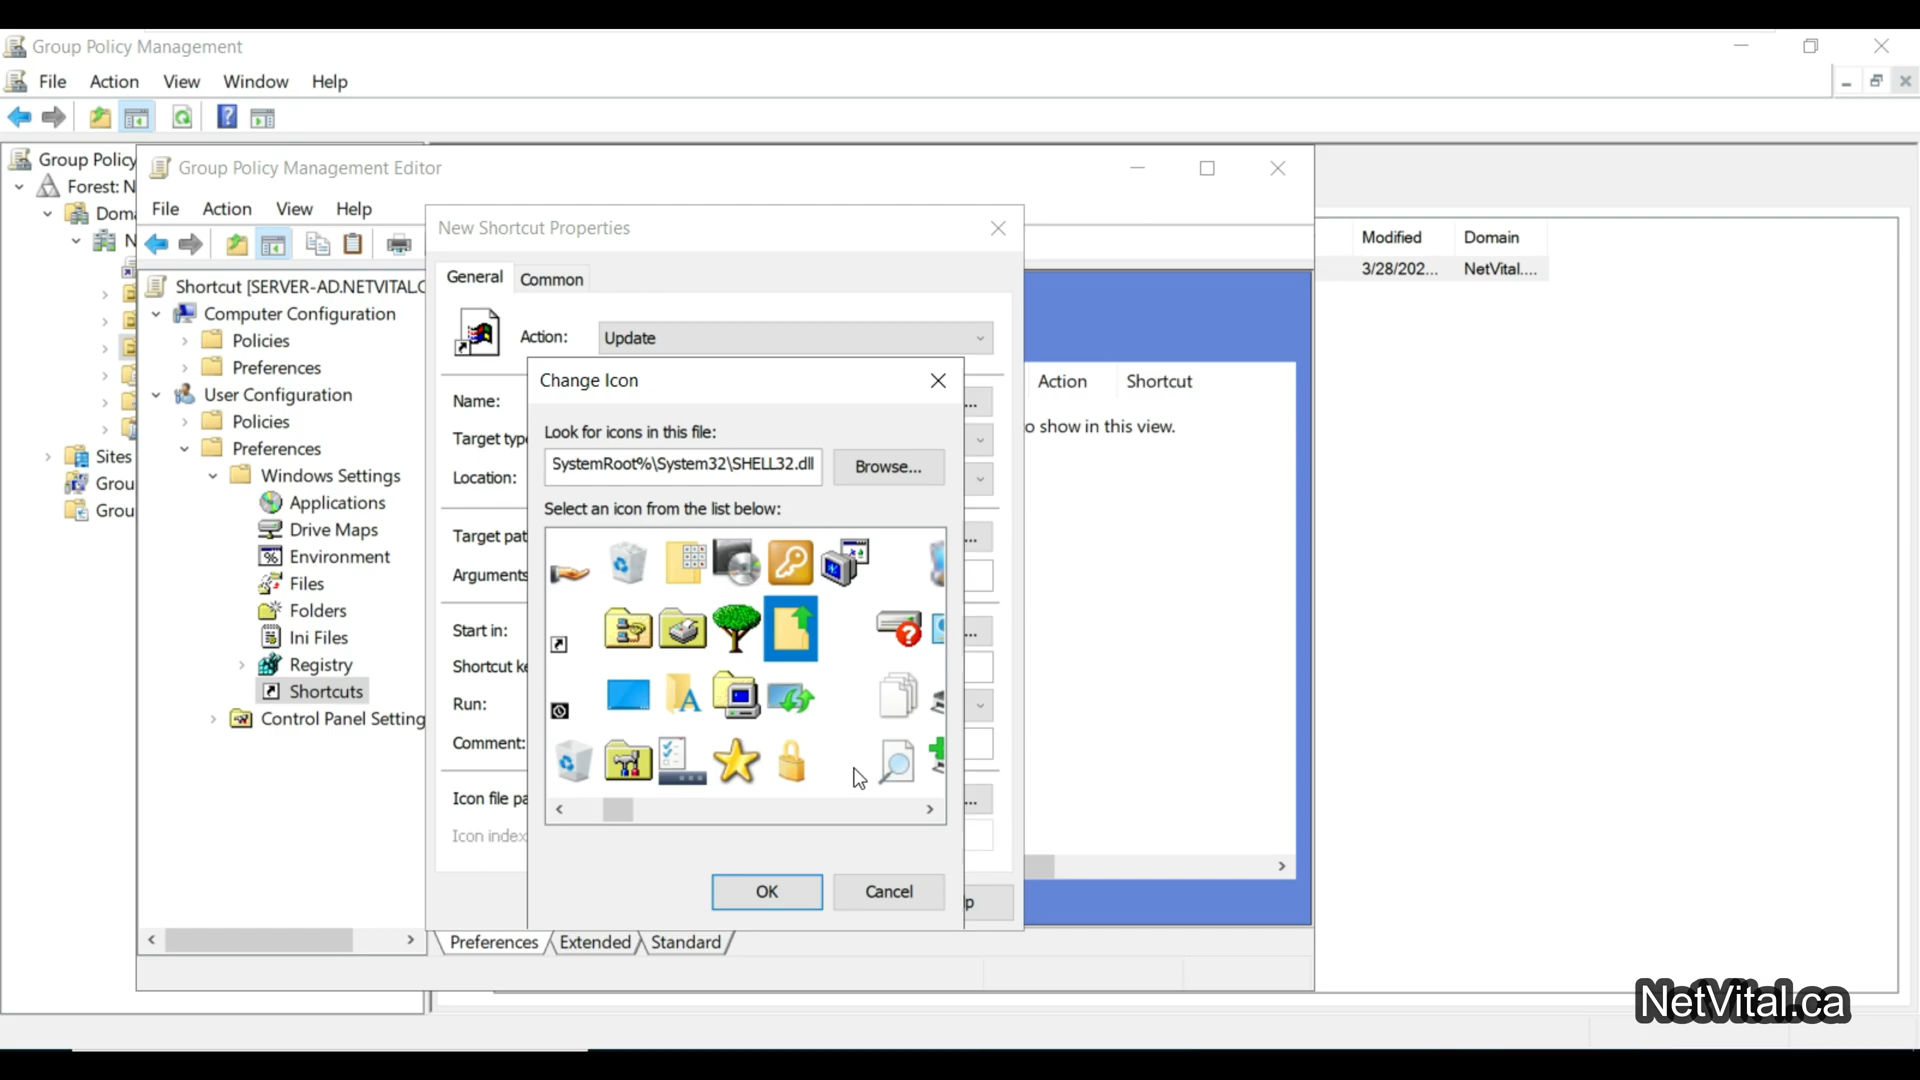 Group Policy Management
File Action View Window Help
Group Policy
Forest: N
Doma
N
Sites
Grou
Grou
Modified Domain
3/28/202... NetVital....
Group Policy Management Editor
File Action View Help
Shortcut [SERVER-AD.NETVITAL
Computer Configuration
Policies
Preferences
User Configuration
Policies
Preferences
Windows Settings
Applications
Drive Maps
Environment
Files
Folders
Ini Files
Registry
Shortcuts
Control Panel Setting
Action Shortcut
o show in this view.
Preferences Extended Standard
New Shortcut Properties
General Common
Action: Update
Name:
Target type
Location:
Target pat
Arguments
Start in:
Shortcut ke
Run:
Comment:
Icon file pa
Icon index
lp
Change Icon
Look for icons in this file:
SystemRoot%\System32\SHELL32.dll Browse...
Select an icon from the list below:
OK Cancel
NetVital.ca